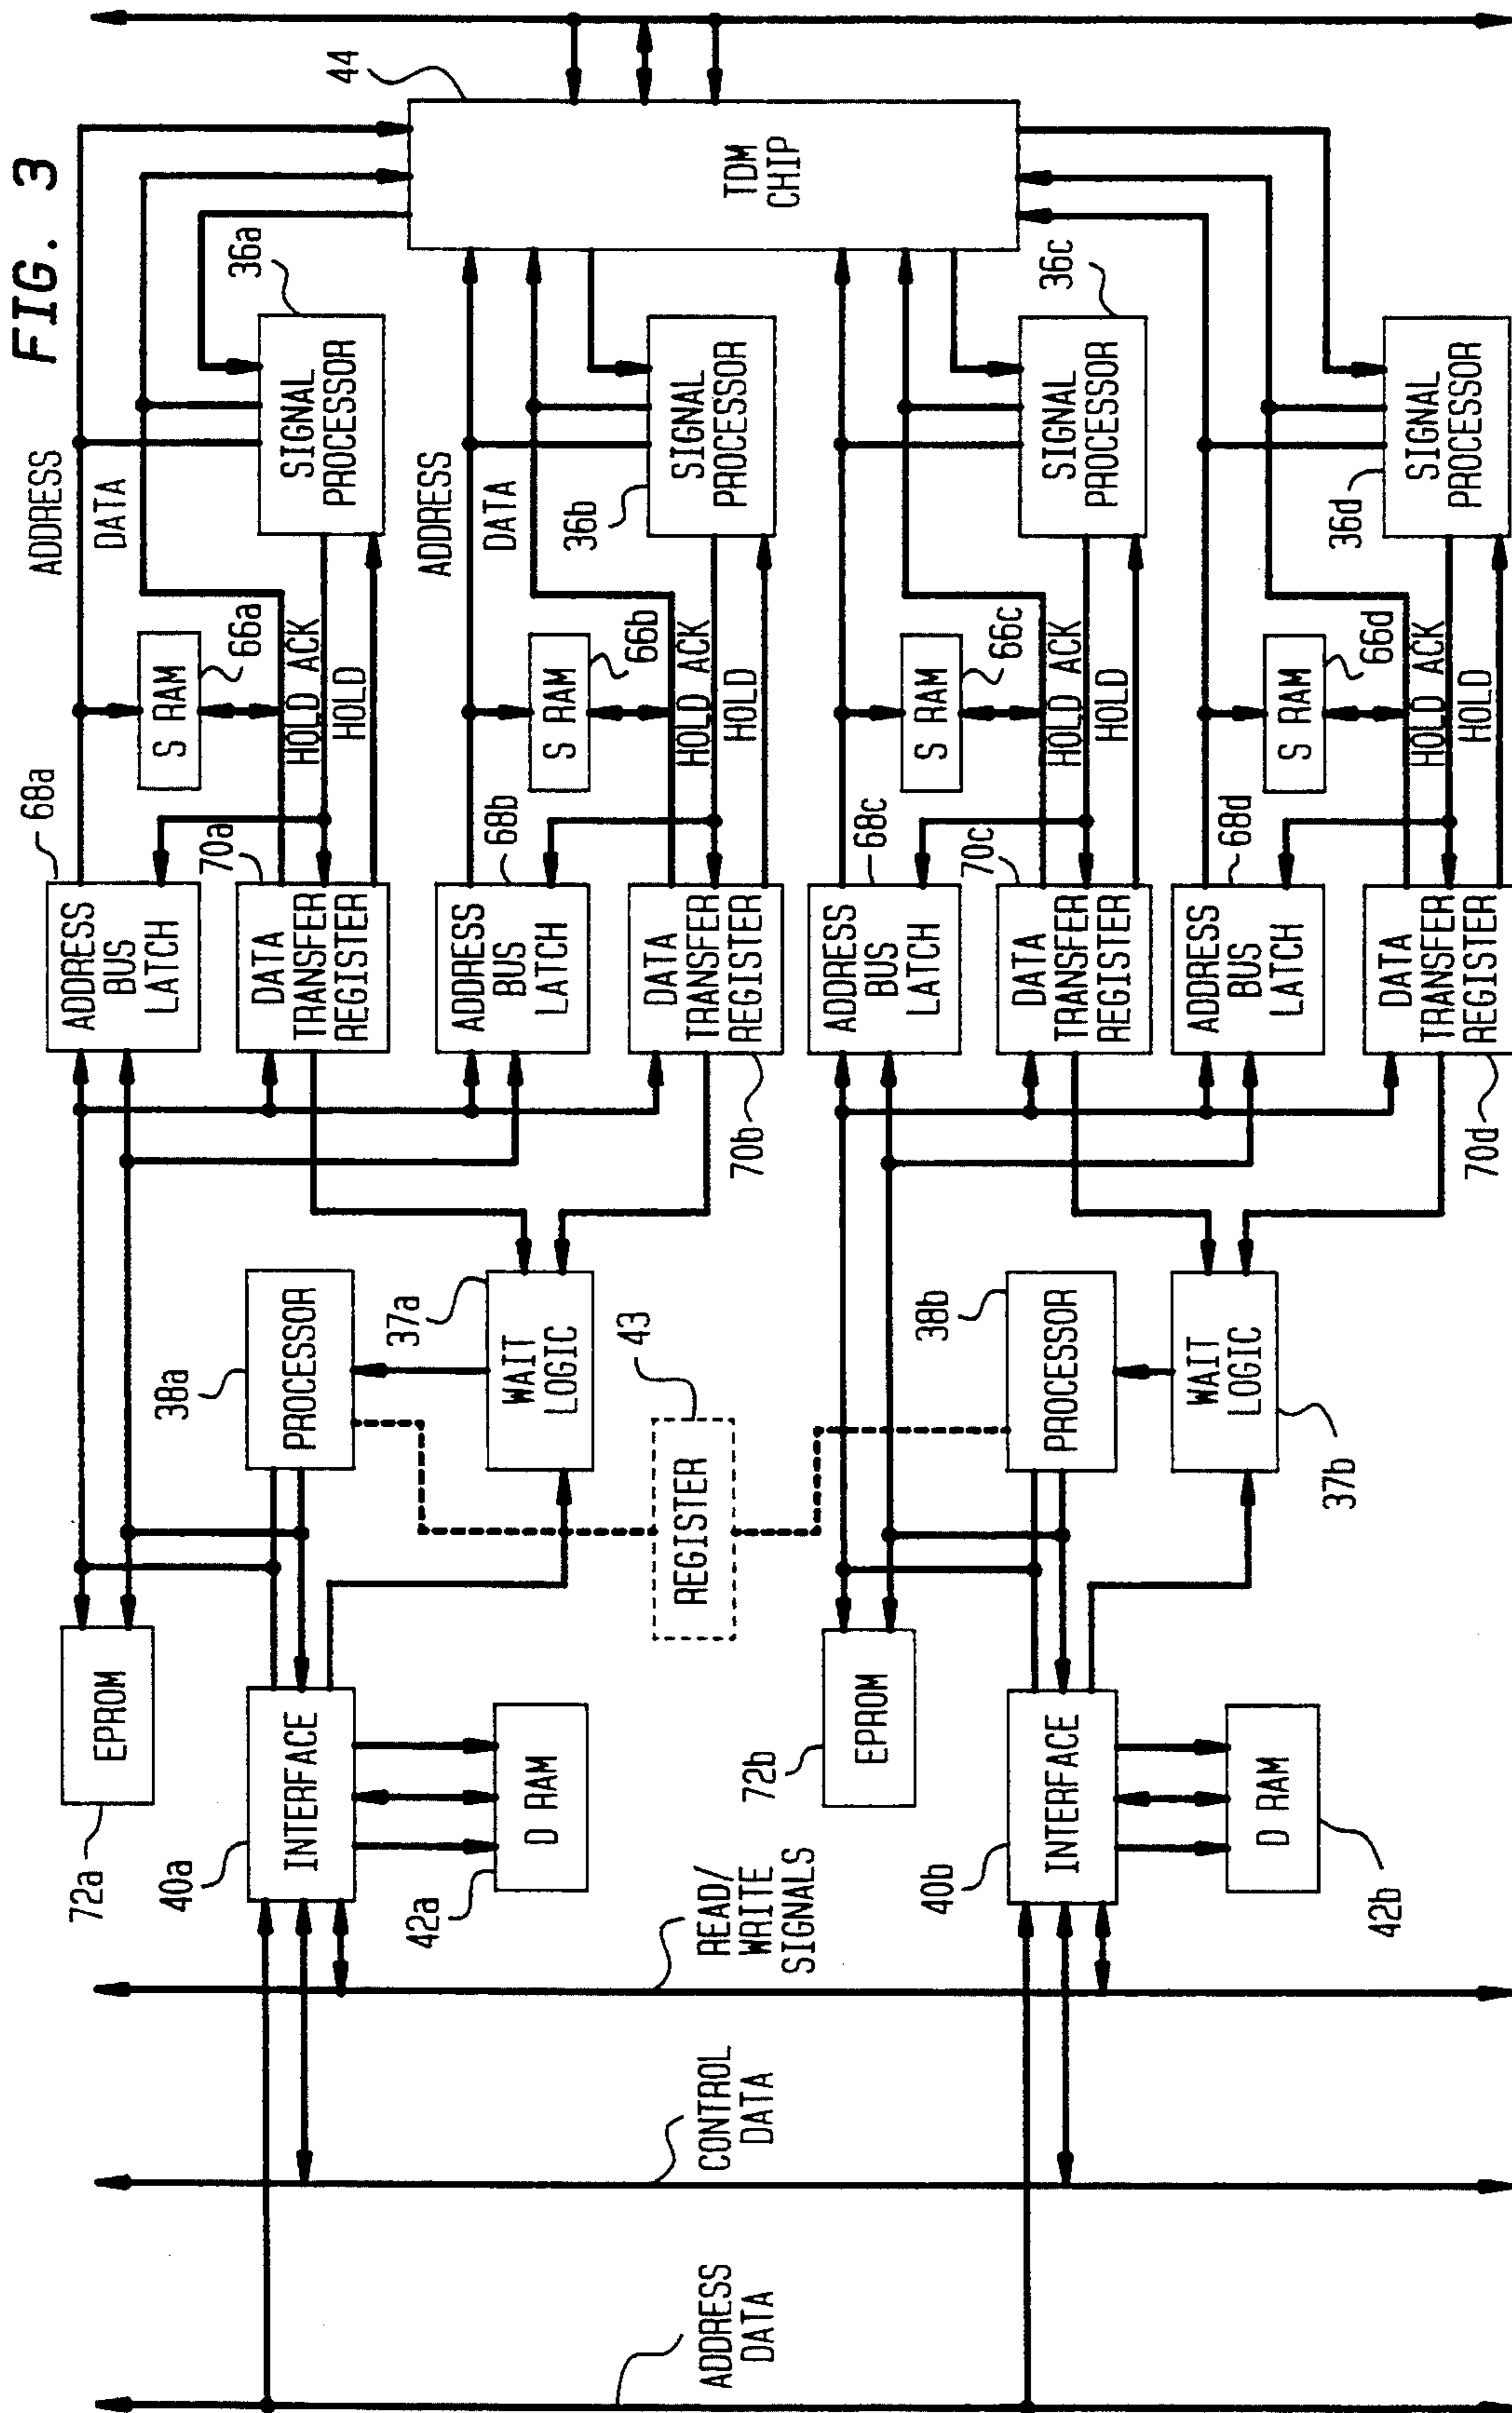 FIG. 3
44
TDM
CHIP
ADDRESS
DATA
36a
SIGNAL
PROCESSOR
S RAM
66a
HOLD ACK
HOLD
68a
ADDRESS
BUS
LATCH
70a
DATA
TRANSFER
REGISTER
ADDRESS
DATA
36b
SIGNAL
PROCESSOR
S RAM
66b
HOLD ACK
HOLD
68b
ADDRESS
BUS
LATCH
DATA
TRANSFER
REGISTER
70b
36c
SIGNAL
PROCESSOR
S RAM
66c
HOLD ACK
HOLD
68c
ADDRESS
BUS
LATCH
70c
DATA
TRANSFER
REGISTER
36d
SIGNAL
PROCESSOR
S RAM
66d
HOLD ACK
HOLD
68d
ADDRESS
BUS
LATCH
DATA
TRANSFER
REGISTER
70d
38a
PROCESSOR
37a
WAIT
LOGIC
43
REGISTER
38b
PROCESSOR
WAIT
LOGIC
37b
EPROM
72a
40a
INTERFACE
42a
D RAM
EPROM
72b
40b
INTERFACE
D RAM
42b
READ/
WRITE
SIGNALS
CONTROL
DATA
ADDRESS
DATA